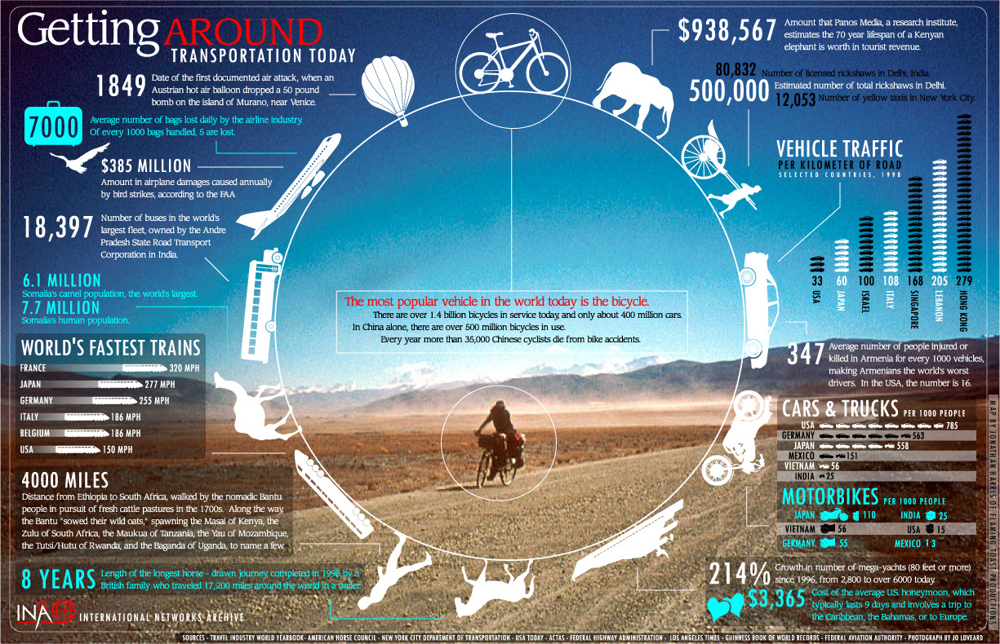 Getting AROUND
TRANSPORTATION TODAY
1849
Date of the first documented air attack, when an
Austrian hot air balloon dropped a 50 pound
bomb on the island of Murano, near Venice.
7000
Average number of bags lost daily by the airline industry.
Of every 1000 bags handled, 5 are lost.
$385 MILLION
Amount in airplane damages caused annually
by bird strikes, according to the FAA
18,397
Number of buses in the world's
largest fleet, owned by the Andre
Pradesh State Road Transport
Corporation in India.
6.1 MILLION
Somalia's camel population, the world's largest.
7.7 MILLION
Somalia's human population.
WORLD'S FASTEST TRAINS
FRANCE 320 MPH
JAPAN 277 MPH
GERMANY 255 MPH
ITALY 186 MPH
BELGIUM 186 MPH
USA 150 MPH
4000 MILES
Distance from Ethiopia to South Africa, walked by the nomadic Bantu
people in pursuit of fresh cattle pastures in the 1700s. Along the way,
the Bantu "sowed their wild oats," spawning the Masai of Kenya, the
Zulu of South Africa, the Maukua of Tanzania, the Yau of Mozambique,
the Tutsi/Hutu of Rwanda, and the Baganda of Uganda, to name a few.
8 YEARS
Length of the longest horse - drawn journey, completed in 1998 by a
British family who traveled 17,200 miles around the world in a trailer
INA INTERNATIONAL NETWORKS ARCHIVE
The most popular vehicle in the world today is the bicycle.
There are over 1.4 billion bicycles in service today, and only about 400 million cars.
In China alone, there are over 500 million bicycles in use.
Every year more than 35,000 Chinese cyclists die from bike accidents.
$938,567
Amount that Panos Media, a research institute,
estimates the 70 year lifespan of a Kenyan
elephant is worth in tourist revenue.
80,832 Number of licensed rickshaws in Delhi, India.
500,000 Estimated number of total rickshaws in Delhi.
12,053 Number of yellow taxis in New York City.
VEHICLE TRAFFIC
PER KILOMETER OF ROAD
SELECTED COUNTRIES, 1998
33 60 100 108 168 205 279
USA JAPAN ISRAEL ITALY SINGAPORE LEBANON HONG KONG
347
Average number of people injured or
killed in Armenia for every 1000 vehicles,
making Armenians the world's worst
drivers. In the USA, the number is 16.
CARS & TRUCKS PER 1000 PEOPLE
USA 785
GERMANY 563
JAPAN 558
MEXICO 151
VIETNAM 56
INDIA 25
MOTORBIKES PER 1000 PEOPLE
JAPAN 110 INDIA 25
VIETNAM 56 USA 15
GERMANY 55 MEXICO 3
214%
Growth in number of mega-yachts (80 feet or more)
since 1996, from 2,800 to over 6000 today.
$3,365
Cost of the average U.S. honeymoon, which
typically lasts 9 days and involves a trip to
the Caribbean, the Bahamas, or to Europe.
MAP BY JONATHAN HARRIS OF FLAMING TOAST PRODUCTIONS
SOURCES - TRAVEL INDUSTRY WORLD YEARBOOK - AMERICAN HORSE COUNCIL - NEW YORK CITY DEPARTMENT OF TRANSPORTATION - USA TODAY - ACTAS - FEDERAL HIGHWAY ADMINISTRATION - LOS ANGELES TIMES - GUINNESS BOOK OF WORLD RECORDS - FEDERAL AVIATION AUTHORITY - PHOTOGRAPH BY JO LOVEARD